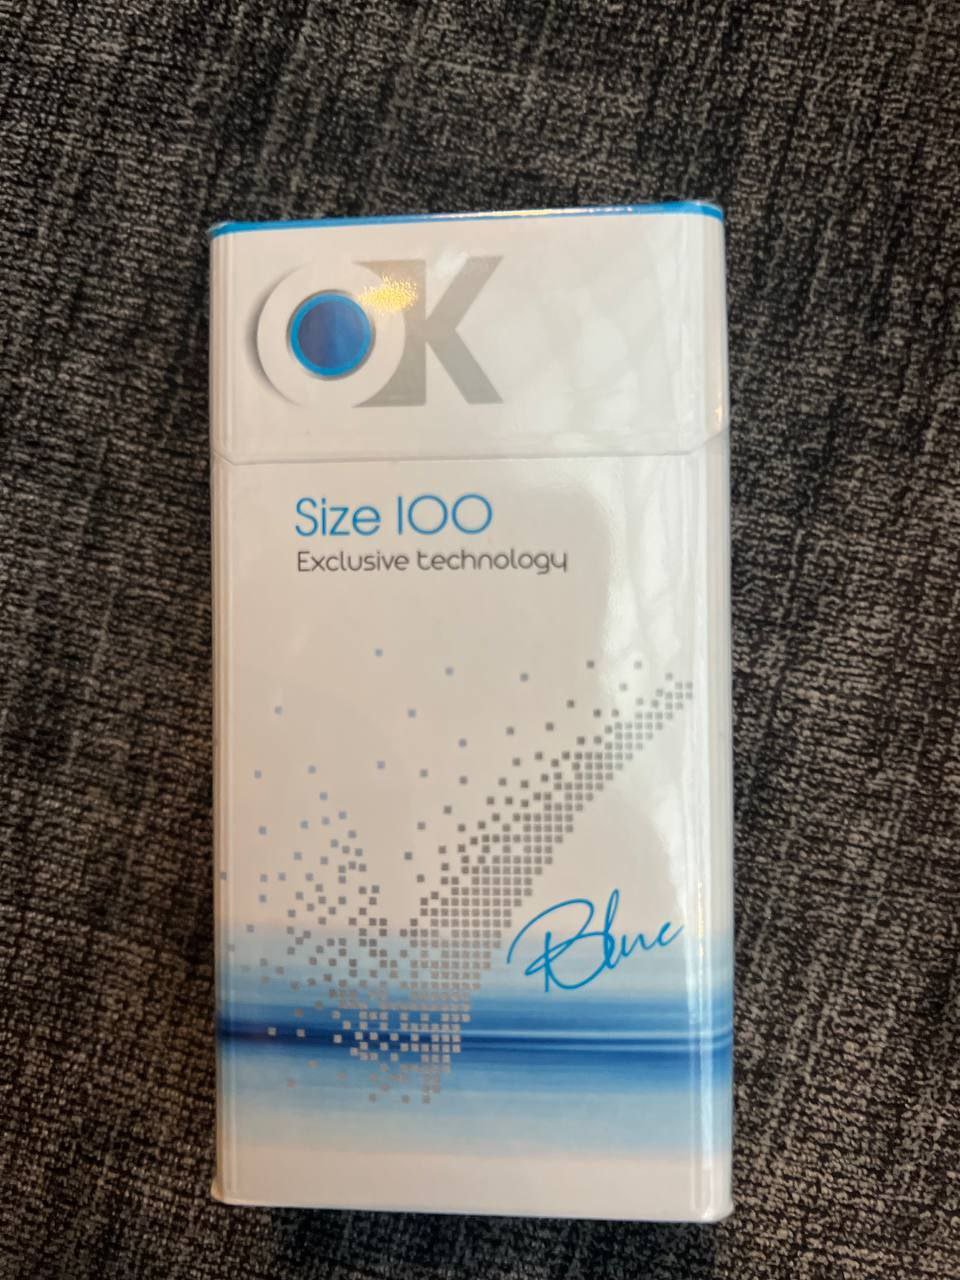 OK
Size 100
Exclusive technology
Blue